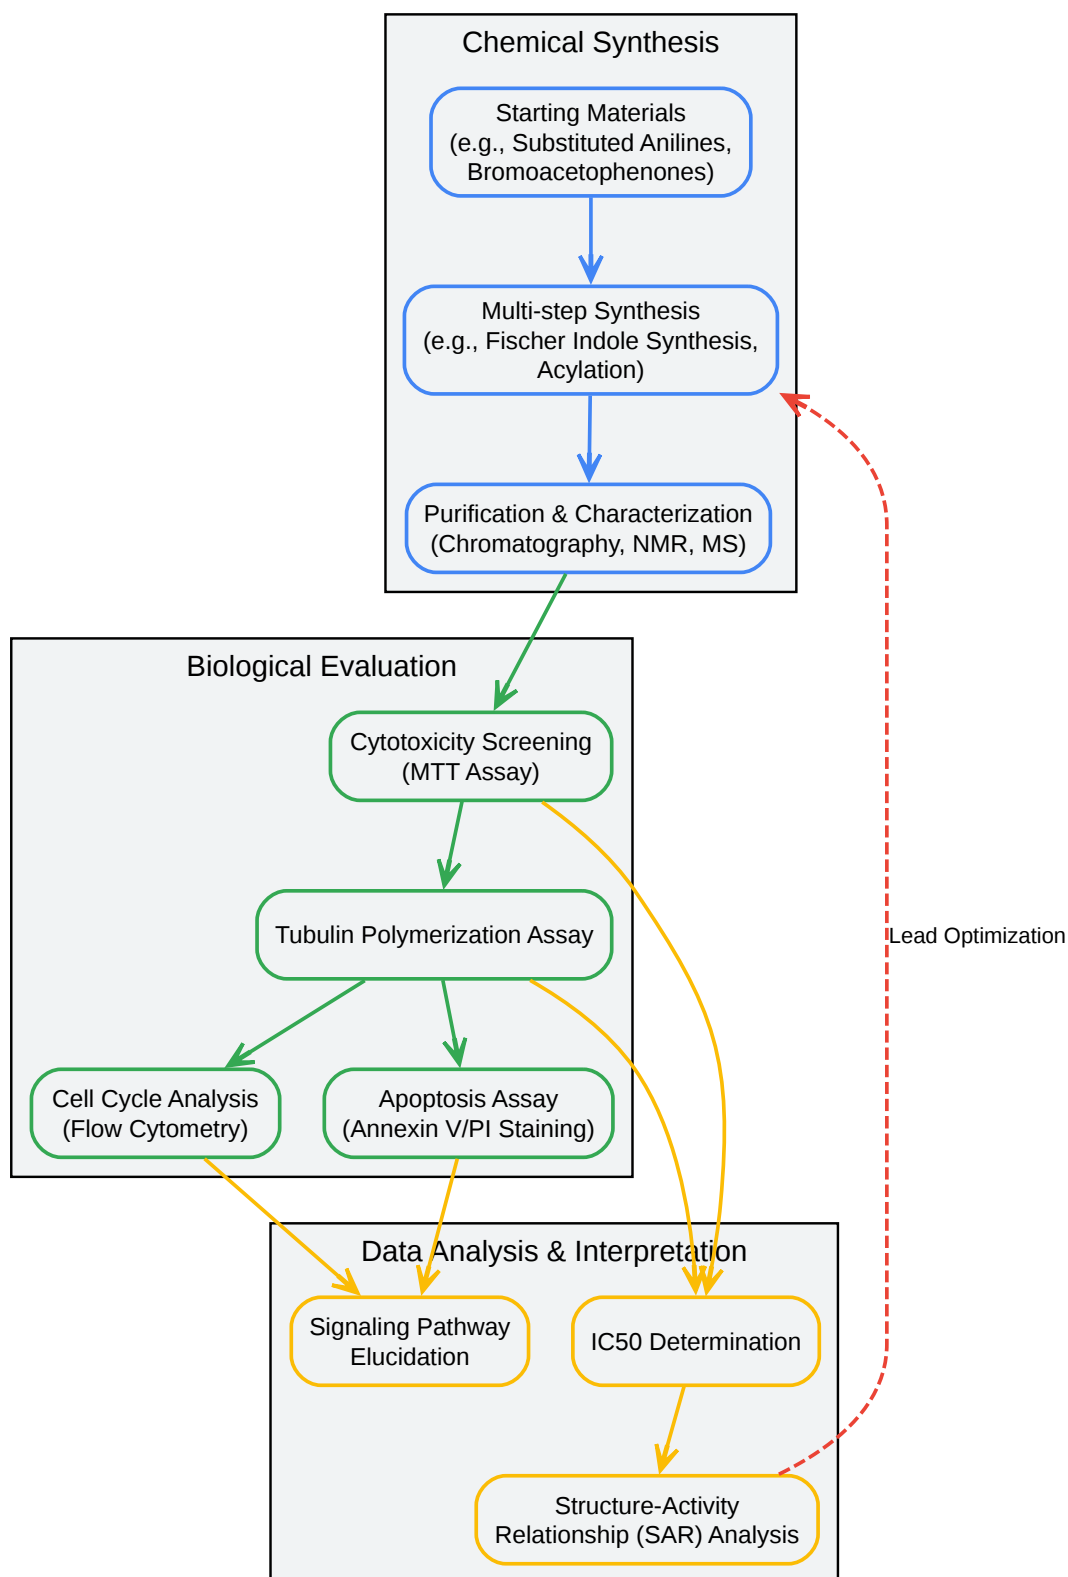 Chemical Synthesis
Starting Materials
(e.g., Substituted Anilines,
Bromoacetophenones)
Multi-step Synthesis
(e.g., Fischer Indole Synthesis,
Acylation)
Purification & Characterization
(Chromatography, NMR, MS)
Biological Evaluation
Cytotoxicity Screening
(MTT Assay)
Tubulin Polymerization Assay
Lead Optimization
Cell Cycle Analysis
(Flow Cytometry)
Apoptosis Assay
(Annexin V/PI Staining)
Data Analysis & Interpretation
Signaling Pathway
Elucidation
IC50 Determination
Structure-Activity
Relationship (SAR) Analysis